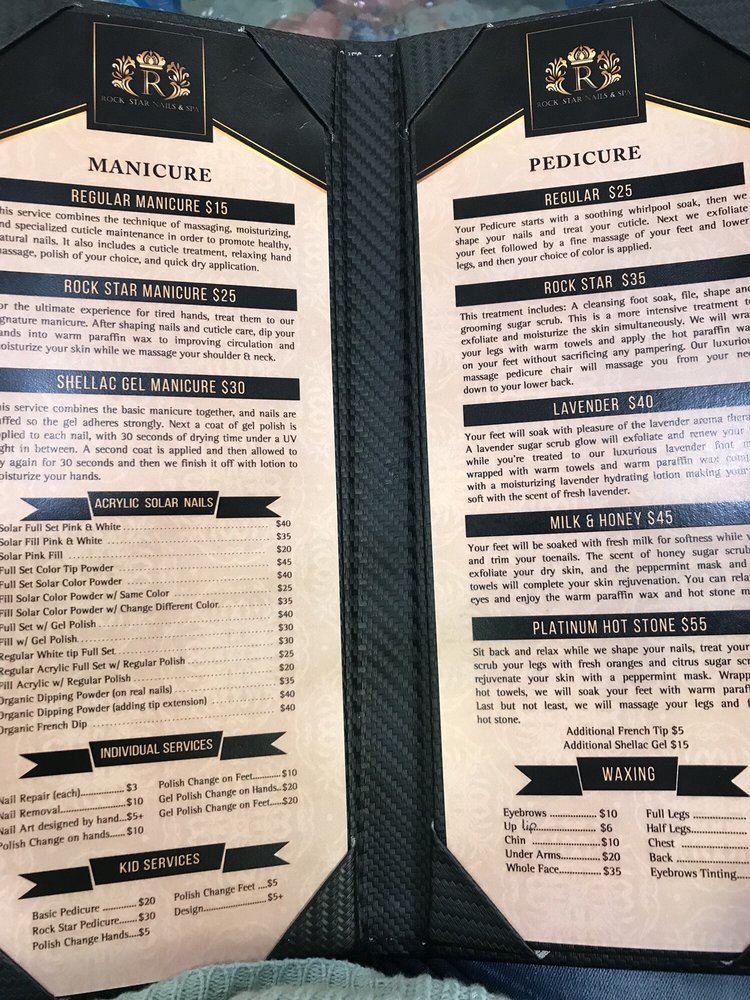 R
ROCK STAR NAILS & SPA
MANICURE
REGULAR MANICURE $15
his service combines the technique of massaging, moisturizing,
nd specialized cuticle maintenance in order to promote healthy,
atural nails. It also includes a cuticle treatment, relaxing hand
assage, polish of your choice, and quick dry application.
ROCK STAR MANICURE $25
or the ultimate experience for tired hands, treat them to our
gnature manicure. After shaping nails and cuticle care, dip your
ands into warm paraffin wax to improving circulation and
oisturize your skin while we massage your shoulder & neck.
SHELLAC GEL MANICURE $30
his service combines the basic manicure together, and nails are
uffed so the gel adheres strongly. Next a coat of gel polish is
pplied to each nail, with 30 seconds of drying time under a UV
ght in between. A second coat is applied and then allowed to
y again for 30 seconds and then we finish it off with lotion to
oisturize your hands.
ACRYLIC SOLAR NAILS
Solar Full Set Pink & White $40
Solar Fill Pink & White $35
Solar Pink Fill $20
Full Set Color Tip Powder $45
Full Set Solar Color Powder $40
Fill Solar Color Powder w/ Same Color $25
Fill Solar Color Powder w/ Change Different Color $35
Full Set w/ Gel Polish $40
Fill w/ Gel Polish $30
Regular White tip Full Set $30
Regular Acrylic Full Set w/ Regular Polish $25
Fill Acrylic w/ Regular Polish $20
Organic Dipping Powder (on real nails) $35
Organic Dipping Powder (adding tip extension) $40
Organic French Dip $40
INDIVIDUAL SERVICES
Nail Repair (each) $3
Nail Removal $10
Nail Art designed by hand $5+
Polish Change on hands $10
Polish Change on Feet $10
Gel Polish Change on Hands $20
Gel Polish Change on Feet $20
KID SERVICES
Basic Pedicure $20
Rock Star Pedicure $30
Polish Change Hands $5
Polish Change Feet $5
Design $5+
R
ROCK STAR NAILS & SPA
PEDICURE
REGULAR $25
Your Pedicure starts with a soothing whirlpool soak, then we
shape your nails and treat your cuticle. Next we exfoliate
your feet followed by a fine massage of your feet and lower
legs, and then your choice of color is applied.
ROCK STAR $35
This treatment includes: A cleansing foot soak, file, shape and
grooming sugar scrub. This is a more intensive treatment t
exfoliate and moisturize the skin simultaneously. We will wra
your legs with warm towels and apply the hot paraffin wa
on your feet without sacrificing any pampering. Our luxuriou
massage pedicure chair will massage you from your ne
down to your lower back.
LAVENDER $40
Your feet will soak with pleasure of the lavender aroma thera
A lavender sugar scrub glow will exfoliate and renew your
while you're treated to our luxurious lavender foot m
wrapped with warm towels and warm paraffin wax
with a moisturizing lavender hydrating lotion making your
soft with the scent of fresh lavender.
MILK & HONEY $45
Your feet will be soaked with fresh milk for softness while
and trim your toenails. The scent of honey sugar scrub
exfoliate your dry skin, and the peppermint mask and
towels will complete your skin rejuvenation. You can rela
eyes and enjoy the warm paraffin wax and hot stone m
PLATINUM HOT STONE $55
Sit back and relax while we shape your nails, treat your
scrub your legs with fresh oranges and citrus sugar scr
rejuvenate your skin with a peppermint mask. Wrapp
hot towels, we will soak your feet with warm paraf
Last but not least, we will massage your legs and f
hot stone.
Additional French Tip $5
Additional Shellac Gel $15
WAXING
Eyebrows $10
Up lip $6
Chin $10
Under Arms $20
Whole Face $35
Full Legs
Half Legs
Chest
Back
Eyebrows Tinting